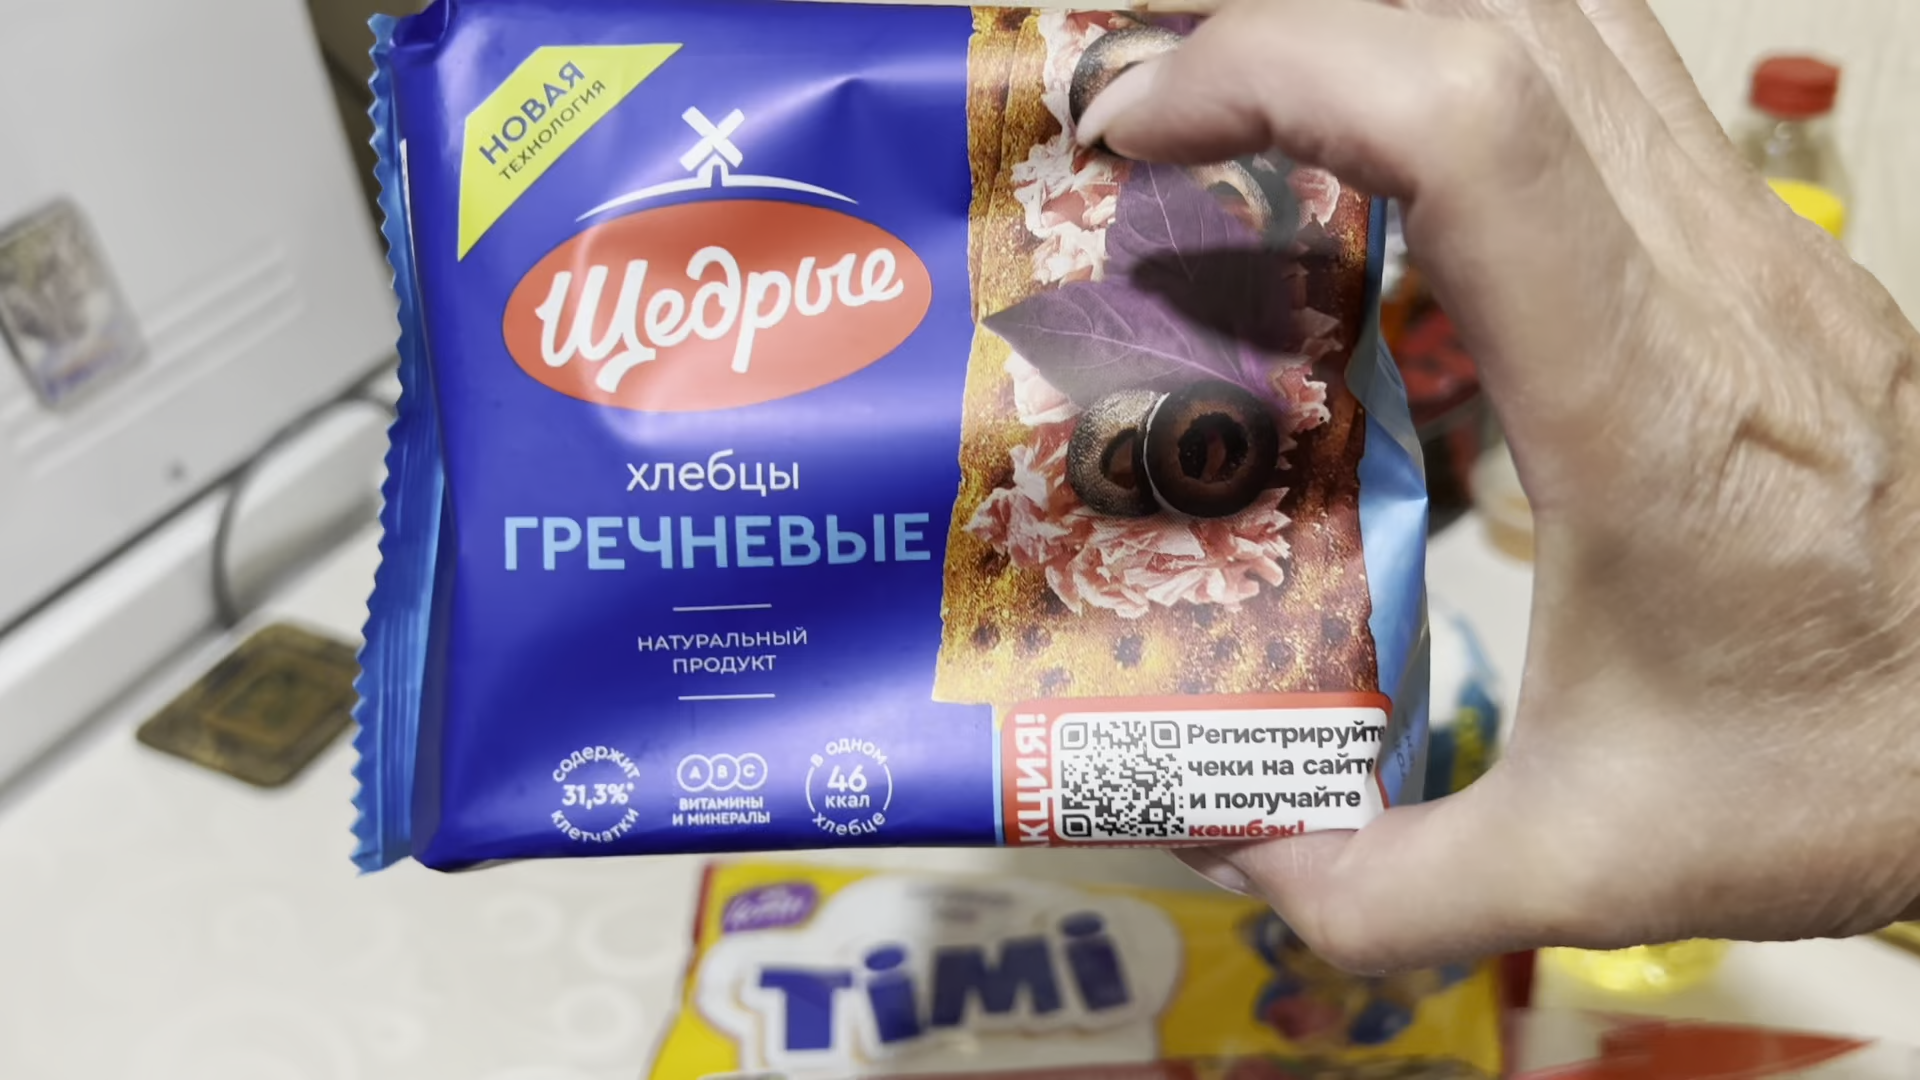 НОВАЯ
ТЕХНОЛОГИЯ
Щедрые
хлебцы
ГРЕЧНЕВЫЕ
НАТУРАЛЬНЫЙ
ПРОДУКТ
СОДЕРЖИТ
31,3%*
КЛЕТЧАТКИ
A B C
ВИТАМИНЫ
И МИНЕРАЛЫ
В ОДНОМ
46
ккал
хлебце
КЦИЯ!
Регистрируйте
чеки на сайте
и получайте
кешбэк!
TiMi